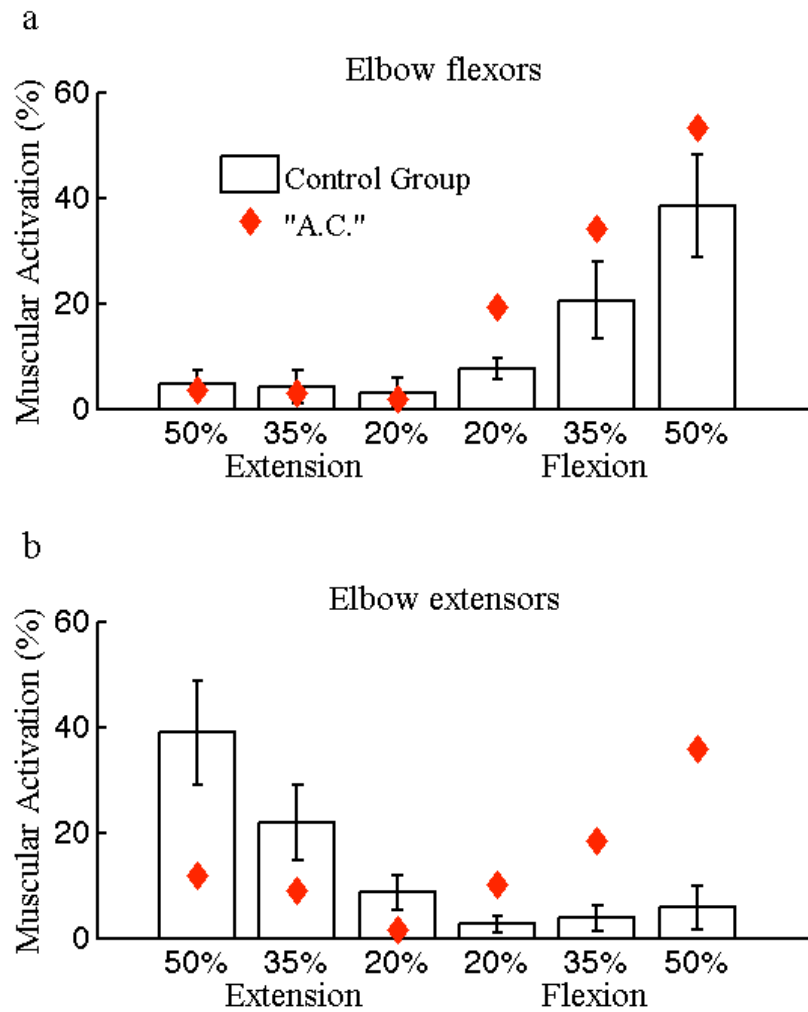 a
Elbow flexors
Muscular Activation (%)
60
40
20
0
Control Group
"A.C."
50% 35% 20% 20% 35% 50%
Extension Flexion
b
Elbow extensors
Muscular Activation (%)
60
40
20
0
50% 35% 20% 20% 35% 50%
Extension Flexion